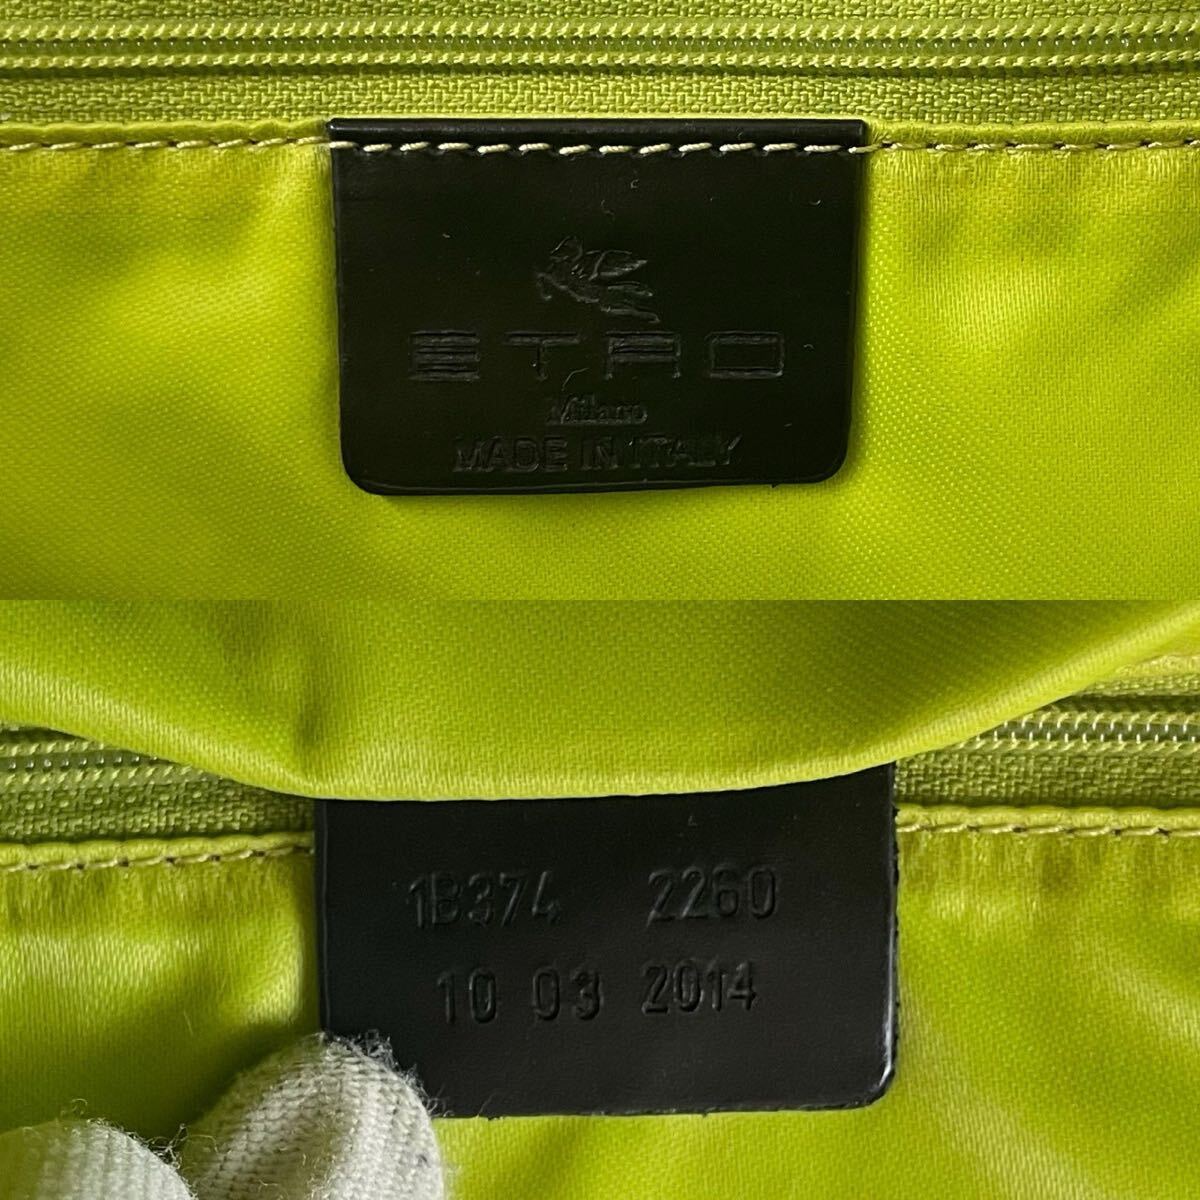 ETRO
Milano
MADE IN ITALY
1B374 2260
10 03 2014